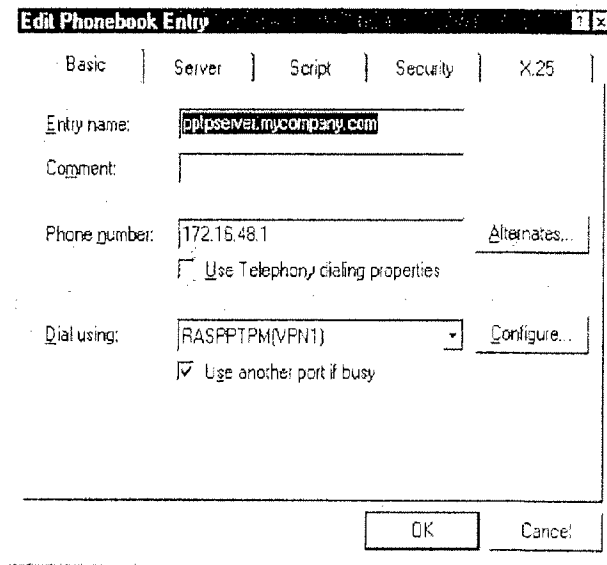 Edit Phonebook Entry
Basic Server Script Security X.25
Entry name: pptpserver.mycompany.com
Comment:
Phone number: 172.16.48.1 Alternates...
Use Telephony dialing properties
Dial using: RASPPTPM(VPN1) Configure...
Use another port if busy
OK Cancel